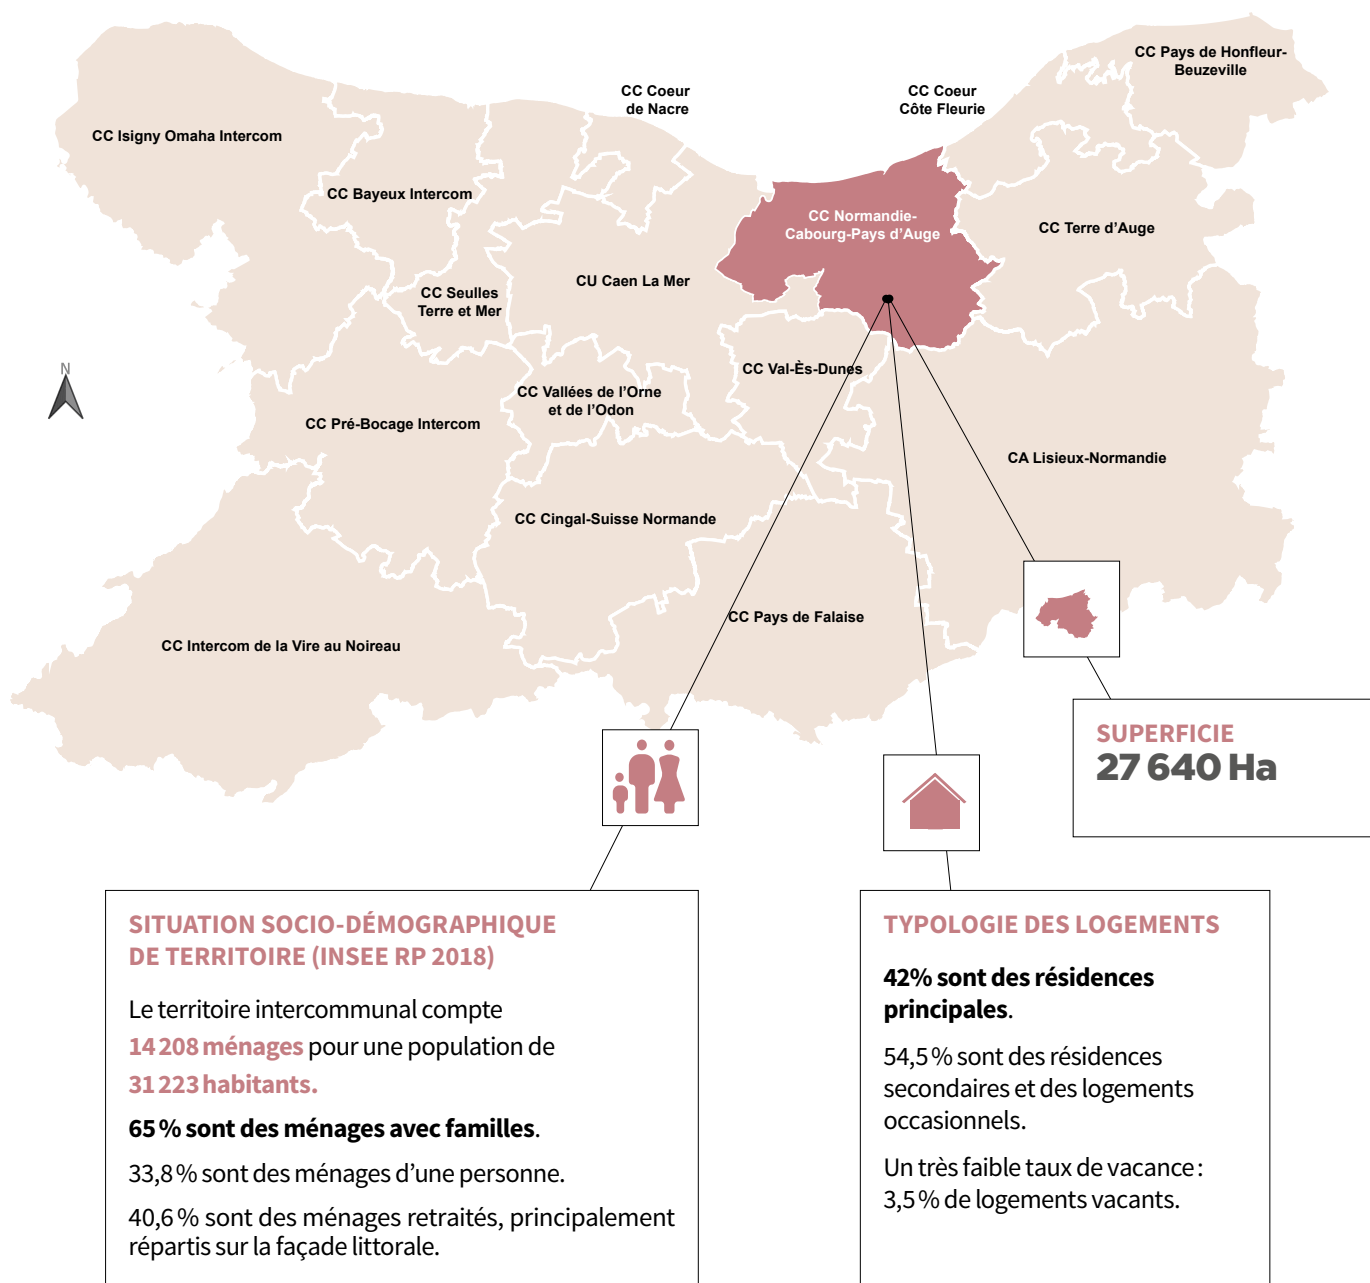 CC Pays de Honfleur-
Beuzeville
CC Coeur
de Nacre
CC Coeur
Côte Fleurie
CC Isigny Omaha Intercom
CC Bayeux Intercom
CC Normandie-
Cabourg-Pays d'Auge
CC Terre d'Auge
CU Caen La Mer
CC Seulles
Terre et Mer
N
CC Val-Ès-Dunes
CC Vallées de l'Orne
et de l'Odon
CC Pré-Bocage Intercom
CA Lisieux-Normandie
CC Cingal-Suisse Normande
CC Pays de Falaise
CC Intercom de la Vire au Noireau
SUPERFICIE
27 640 Ha
SITUATION SOCIO-DÉMOGRAPHIQUE
DE TERRITOIRE (INSEE RP 2018)
Le territoire intercommunal compte
14 208 ménages pour une population de
31 223 habitants.
65 % sont des ménages avec familles.
33,8 % sont des ménages d'une personne.
40,6 % sont des ménages retraités, principalement
répartis sur la façade littorale.
TYPOLOGIE DES LOGEMENTS
42% sont des résidences
principales.
54,5 % sont des résidences
secondaires et des logements
occasionnels.
Un très faible taux de vacance :
3,5 % de logements vacants.